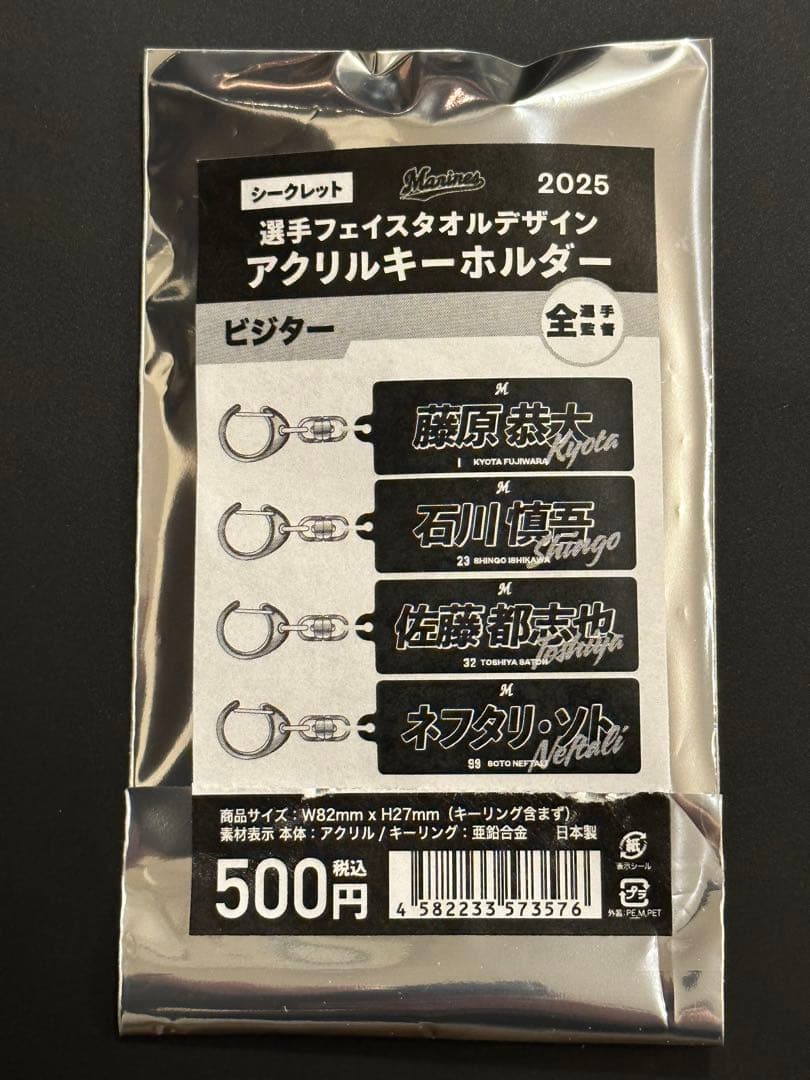 シークレット
Marines
2025
選手フェイスタオルデザイン
アクリルキーホルダー
ビジター
全選手監督
M
藤原 恭大
Kyota
1 KYOTA FUJIWARA
M
石川 慎吾
Shingo
23 SHINGO ISHIKAWA
M
佐藤 都志也
Toshiya
32 TOSHIYA SATOH
M
ネフタリ・ソト
Neftali
99 SOTO NEFTALI
商品サイズ：W82mm x H27mm（キーリング含まず）
素材表示 本体：アクリル / キーリング：亜鉛合金 日本製
500円 税込
4 582233 573576
紙
表示シール
プラ
外装：PE,M,PET